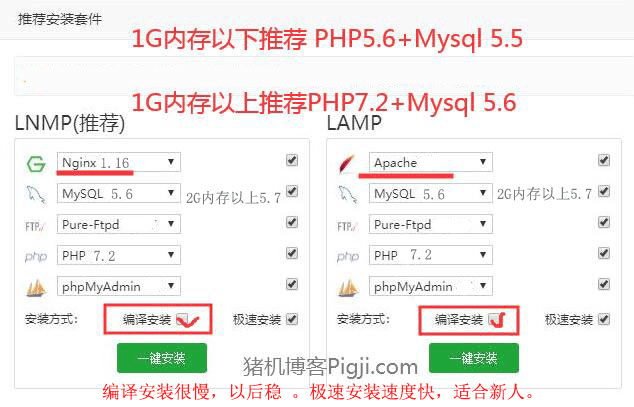 推荐安装套件
1G内存以下推荐 PHP5.6+Mysql 5.5
1G内存以上推荐PHP7.2+Mysql 5.6
LNMP(推荐)
Nginx 1.16
MySQL 5.6 2G内存以上5.7
FTP Pure-Ftpd
php PHP 7.2
phpMyAdmin
安装方式: 编译安装 极速安装
一键安装
LAMP
Apache
MySQL 5.6 2G内存以上5.7
FTP Pure-Ftpd
php PHP 7.2
phpMyAdmin
安装方式: 编译安装 极速安装
一键安装
猪机博客Pigji.com
编译安装很慢，以后稳 。极速安装速度快，适合新人。